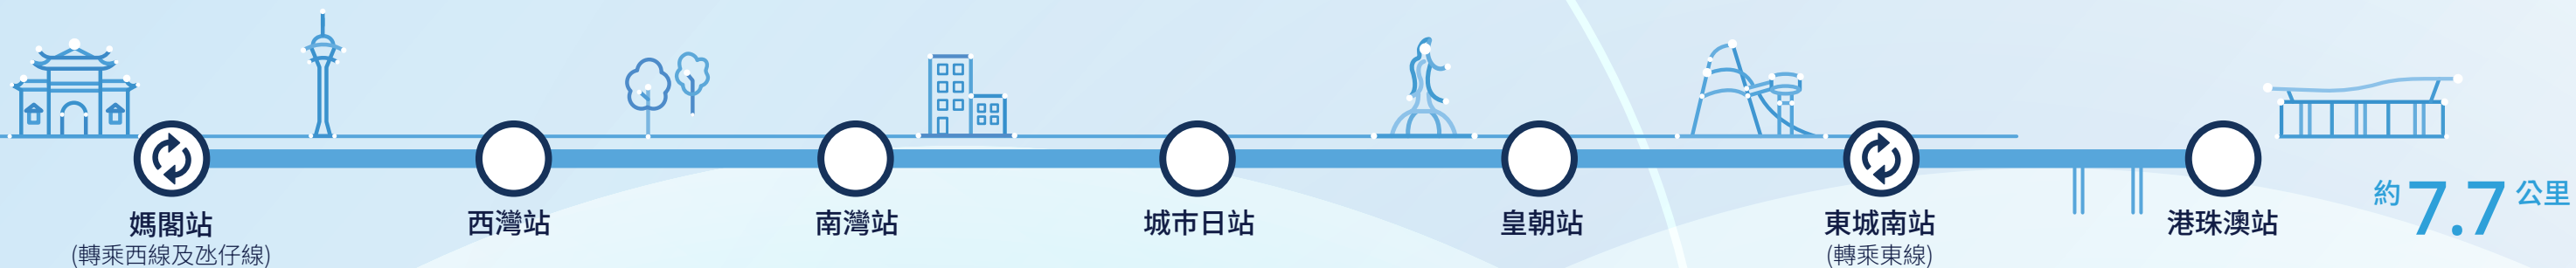 媽閣站
(轉乘西線及氹仔線)
西灣站
南灣站
城市日站
皇朝站
東城南站
(轉乘東線)
港珠澳站
約7.7公里